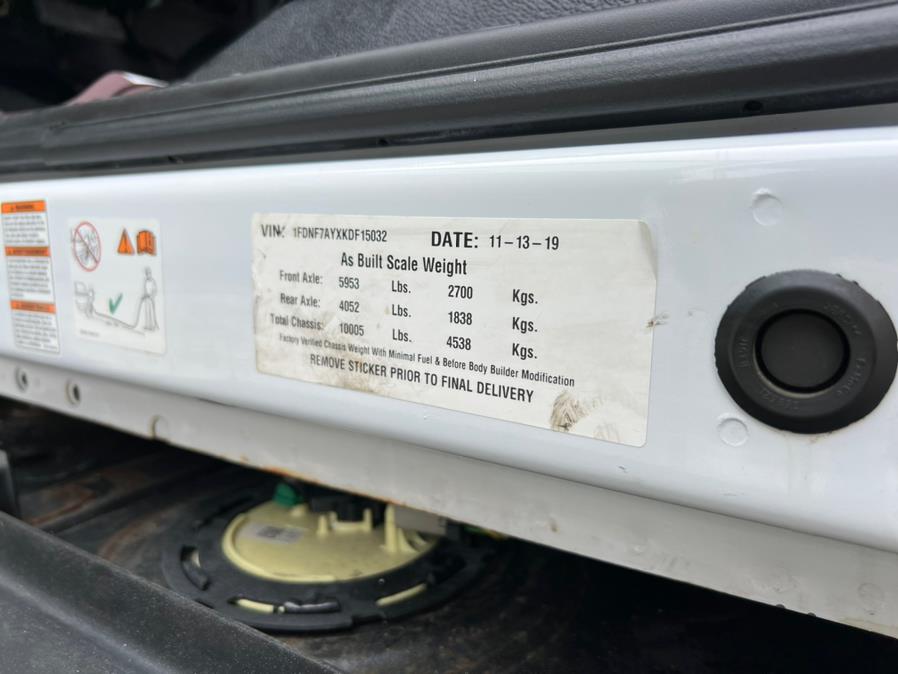 VIN: 1FDNF7AYXKDF15032 DATE: 11-13-19
As Built Scale Weight
Front Axle: 5953 Lbs. 2700 Kgs.
Rear Axle: 4052 Lbs. 1838 Kgs.
Total Chassis: 10005 Lbs. 4538 Kgs.
Factory Verified Chassis Weight With Minimal Fuel & Before Body Builder Modification
REMOVE STICKER PRIOR TO FINAL DELIVERY